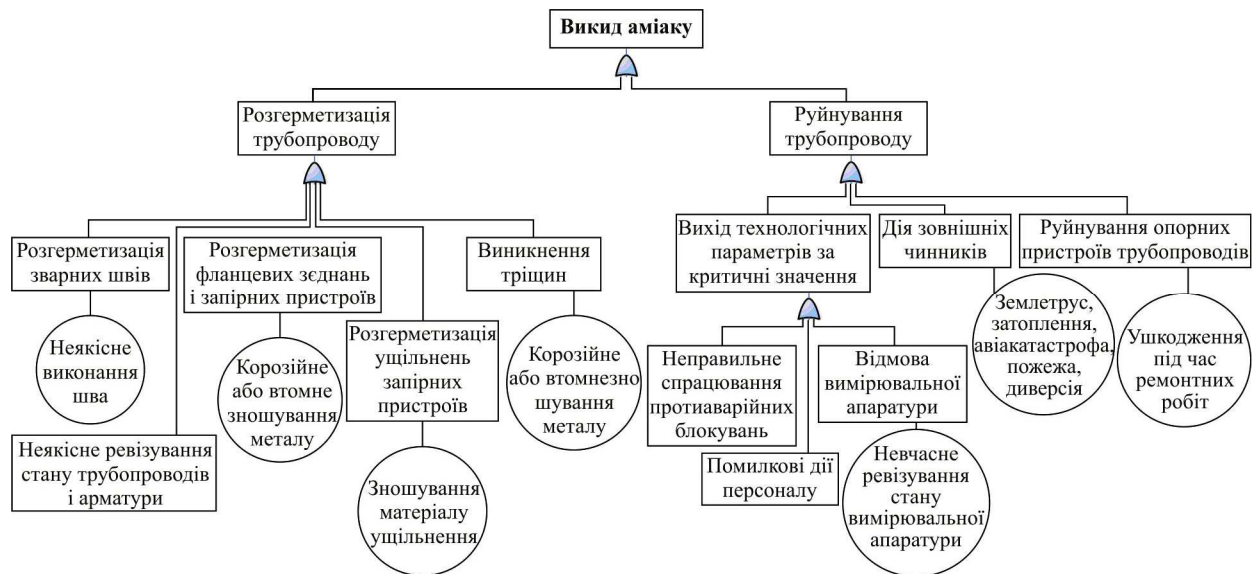 Викид аміаку
Розгерметизація
трубопроводу
Руйнування
трубопроводу
Розгерметизація
зварних швів
Розгерметизація
фланцевих зєднань
і запірних пристроїв
Виникнення
тріщин
Вихід технологічних
параметрів за
критичні значення
Дія зовнішніх
чинників
Руйнування опорних
пристроїв трубопроводів
Неякісне
виконання
шва
Корозійне
або втомне
зношування
металу
Розгерметизація
ущільнень
запірних
пристроїв
Корозійне
або втомнезно
шування
металу
Неправильне
спрацювання
протиаварійних
блокувань
Відмова
вимірювальної
апаратури
Землетрус,
затоплення,
авіакатастрофа,
пожежа,
диверсія
Ушкодження
під час
ремонтних
робіт
Неякісне ревізування
стану трубопроводів
і арматури
Зношування
матеріалу
ущільнення
Помилкові дії
персоналу
Невчасне
ревізування
стану
вимірювальної
апаратури